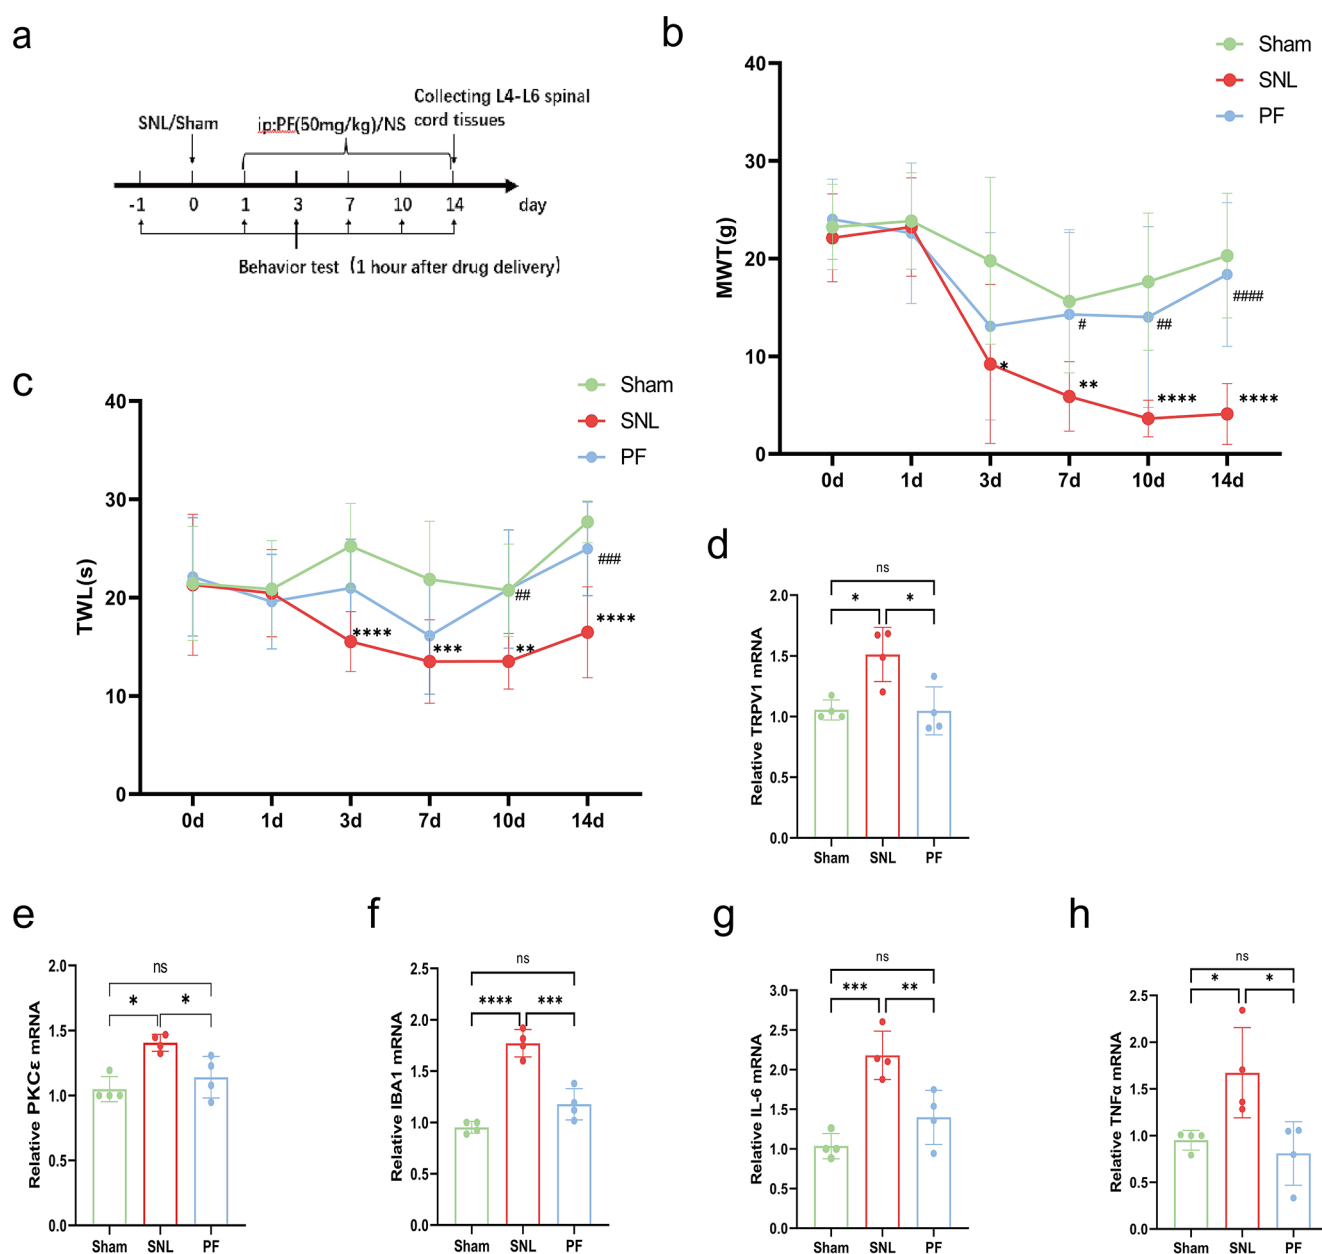 a
Collecting L4-L6 spinal
cord tissues
SNL/Sham
ip:PF(50mg/kg)/NS
-1 0 1 3 7 10 14 day
Behavior test (1 hour after drug delivery)
b
Sham
SNL
PF
MWT(g)
40
30
20
10
0
0d 1d 3d 7d 10d 14d
* ** **** ****
# ## ####
c
Sham
SNL
PF
TWL(s)
40
30
20
10
0
0d 1d 3d 7d 10d 14d
**** *** ** ****
## ###
d
ns
* *
Relative TRPV1 mRNA
2.0
1.5
1.0
0.5
0.0
Sham SNL PF
e
ns
* *
Relative PKCε mRNA
2.0
1.5
1.0
0.5
0.0
Sham SNL PF
f
ns
**** ***
Relative IBA1 mRNA
2.5
2.0
1.5
1.0
0.5
0.0
Sham SNL PF
g
ns
*** **
Relative IL-6 mRNA
3.0
2.5
2.0
1.5
1.0
0.5
0.0
Sham SNL PF
h
ns
* *
Relative TNFα mRNA
2.5
2.0
1.5
1.0
0.5
0.0
Sham SNL PF